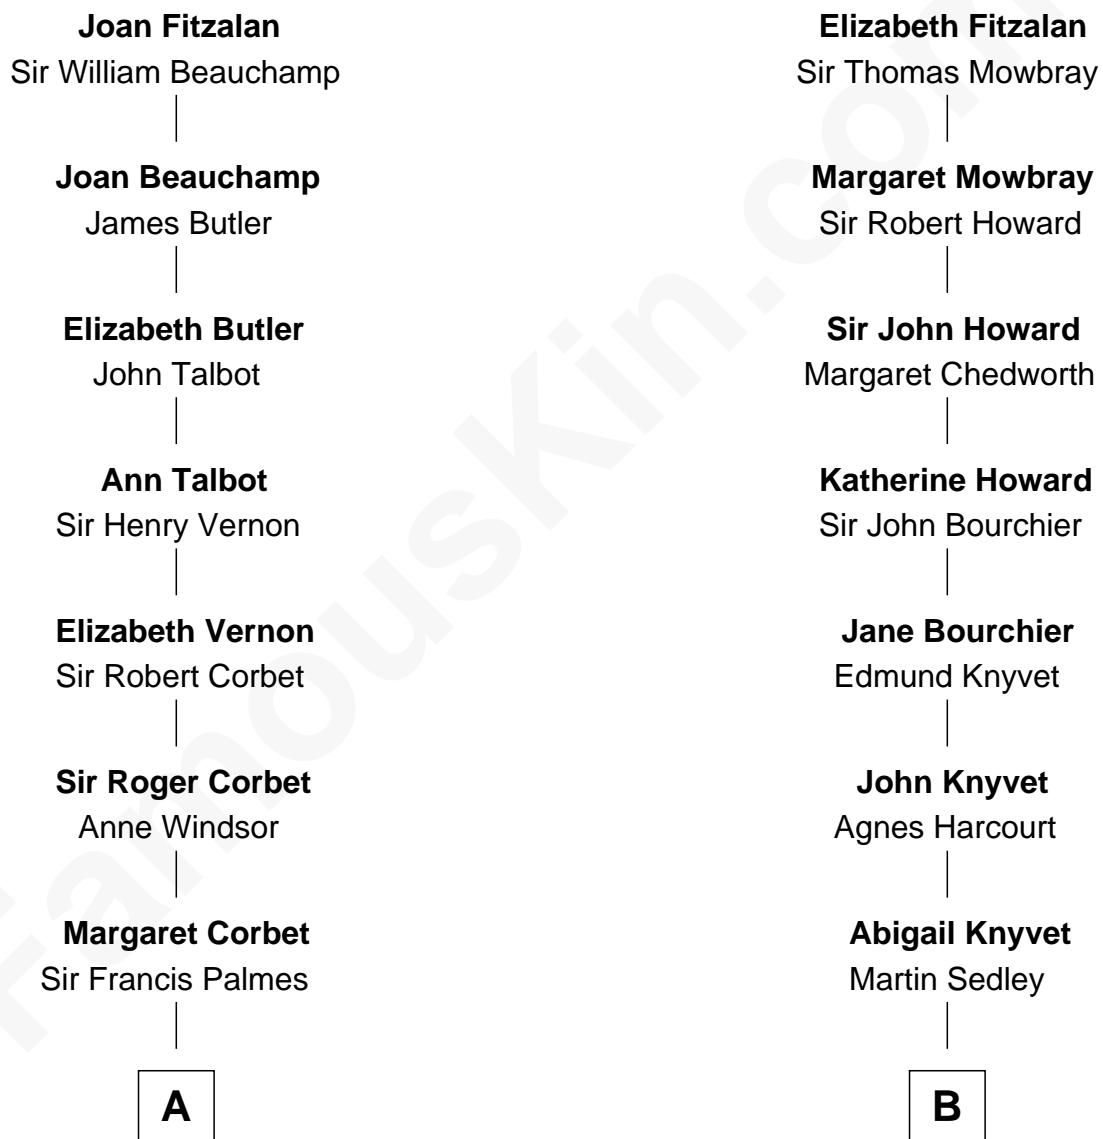 Joan Fitzalan
Sir William Beauchamp
Joan Beauchamp
James Butler
Elizabeth Butler
John Talbot
Ann Talbot
Sir Henry Vernon
Elizabeth Vernon
Sir Robert Corbet
Sir Roger Corbet
Anne Windsor
Margaret Corbet
Sir Francis Palmes
A
Elizabeth Fitzalan
Sir Thomas Mowbray
Margaret Mowbray
Sir Robert Howard
Sir John Howard
Margaret Chedworth
Katherine Howard
Sir John Bourchier
Jane Bourchier
Edmund Knyvet
John Knyvet
Agnes Harcourt
Abigail Knyvet
Martin Sedley
B
FamousKin.com